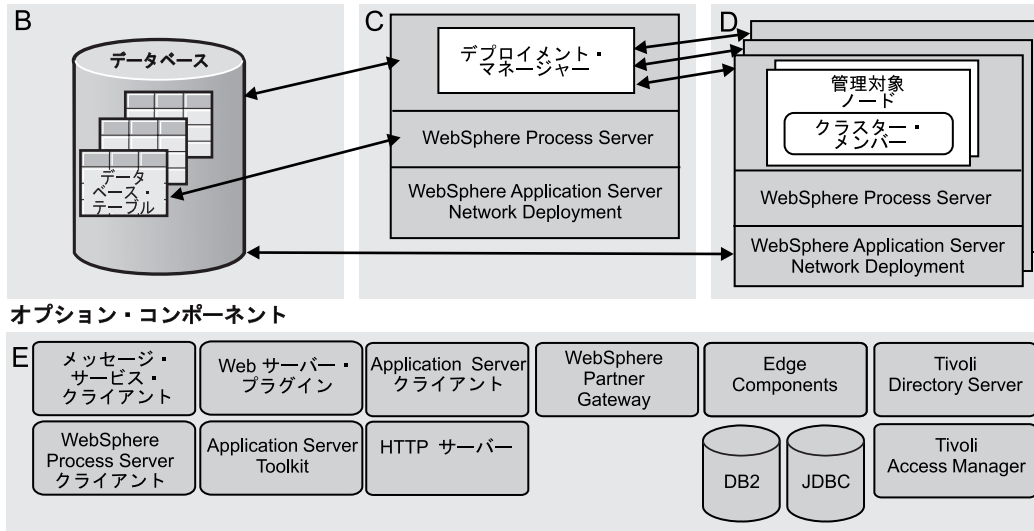 B
データベース
データ
ベース・
テーブル
C
デプロイメント・
マネージャー
WebSphere Process Server
WebSphere Application Server
Network Deployment
D
管理対象
ノード
クラスター・
メンバー
WebSphere Process Server
WebSphere Application Server
Network Deployment
オプション・コンポーネント
E
メッセージ・
サービス・
クライアント
Web サーバー・
プラグイン
Application Server
クライアント
WebSphere
Partner
Gateway
Edge
Components
Tivoli
Directory Server
WebSphere
Process Server
クライアント
Application Server
Toolkit
HTTP サーバー
DB2
JDBC
Tivoli
Access Manager